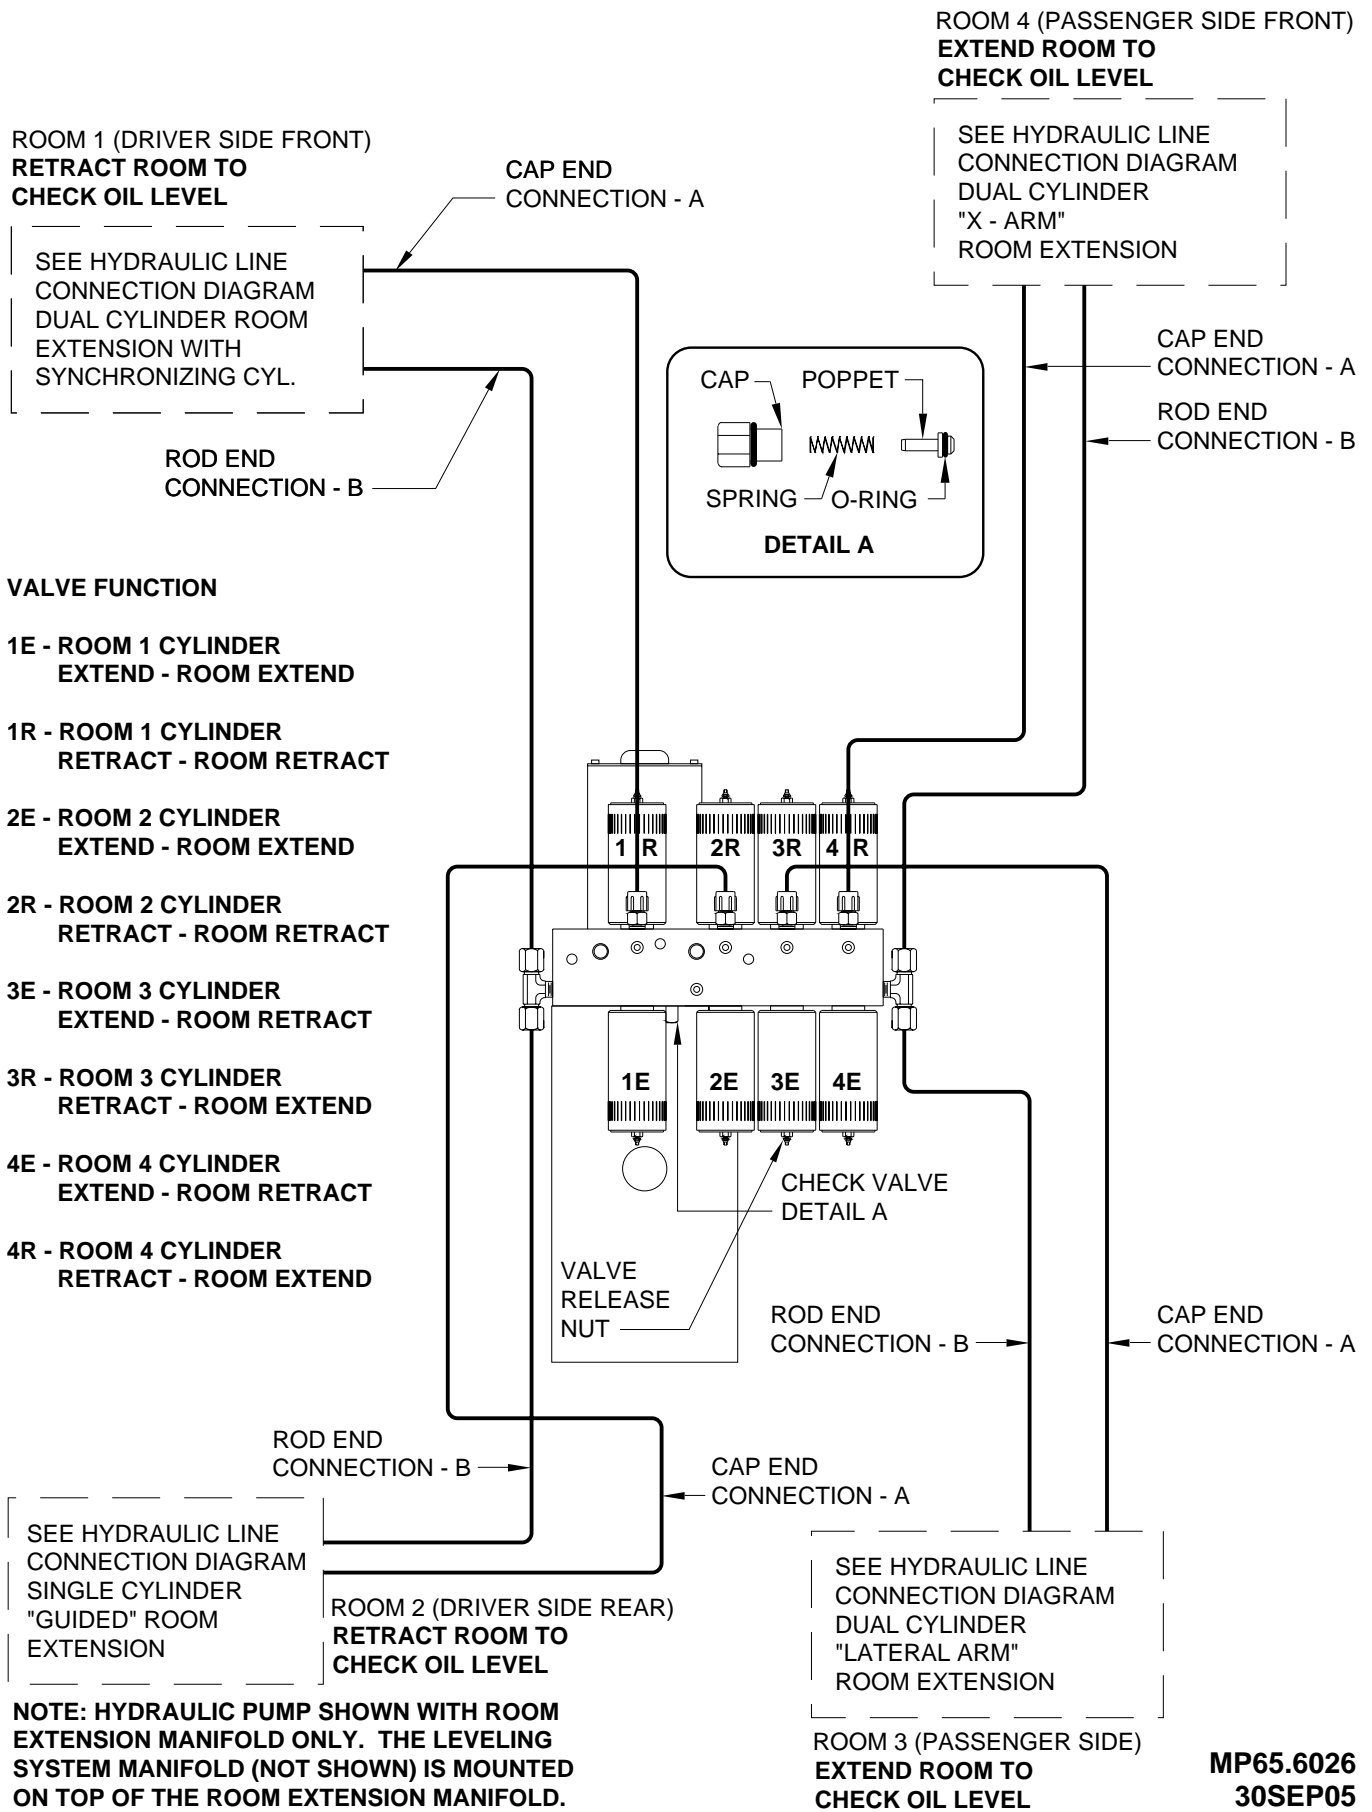 ROOM 4 (PASSENGER SIDE FRONT)
EXTEND ROOM TO
CHECK OIL LEVEL
SEE HYDRAULIC LINE
CONNECTION DIAGRAM
DUAL CYLINDER
"X - ARM"
ROOM EXTENSION
ROOM 1 (DRIVER SIDE FRONT)
RETRACT ROOM TO
CHECK OIL LEVEL
CAP END
CONNECTION - A
SEE HYDRAULIC LINE
CONNECTION DIAGRAM
DUAL CYLINDER ROOM
EXTENSION WITH
SYNCHRONIZING CYL.
ROD END
CONNECTION - B
CAP END
CONNECTION - A
ROD END
CONNECTION - B
CAP
POPPET
SPRING
O-RING
DETAIL A
VALVE FUNCTION
1E - ROOM 1 CYLINDER
EXTEND - ROOM EXTEND
1R - ROOM 1 CYLINDER
RETRACT - ROOM RETRACT
2E - ROOM 2 CYLINDER
EXTEND - ROOM EXTEND
2R - ROOM 2 CYLINDER
RETRACT - ROOM RETRACT
3E - ROOM 3 CYLINDER
EXTEND - ROOM RETRACT
3R - ROOM 3 CYLINDER
RETRACT - ROOM EXTEND
4E - ROOM 4 CYLINDER
EXTEND - ROOM RETRACT
4R - ROOM 4 CYLINDER
RETRACT - ROOM EXTEND
1 R
2R
3R
4 R
1E
2E
3E
4E
CHECK VALVE
DETAIL A
VALVE
RELEASE
NUT
ROD END
CONNECTION - B
CAP END
CONNECTION - A
ROD END
CONNECTION - B
CAP END
CONNECTION - A
SEE HYDRAULIC LINE
CONNECTION DIAGRAM
SINGLE CYLINDER
"GUIDED" ROOM
EXTENSION
ROOM 2 (DRIVER SIDE REAR)
RETRACT ROOM TO
CHECK OIL LEVEL
SEE HYDRAULIC LINE
CONNECTION DIAGRAM
DUAL CYLINDER
"LATERAL ARM"
ROOM EXTENSION
ROOM 3 (PASSENGER SIDE)
EXTEND ROOM TO
CHECK OIL LEVEL
NOTE: HYDRAULIC PUMP SHOWN WITH ROOM
EXTENSION MANIFOLD ONLY.  THE LEVELING
SYSTEM MANIFOLD (NOT SHOWN) IS MOUNTED
ON TOP OF THE ROOM EXTENSION MANIFOLD.
MP65.6026
30SEP05